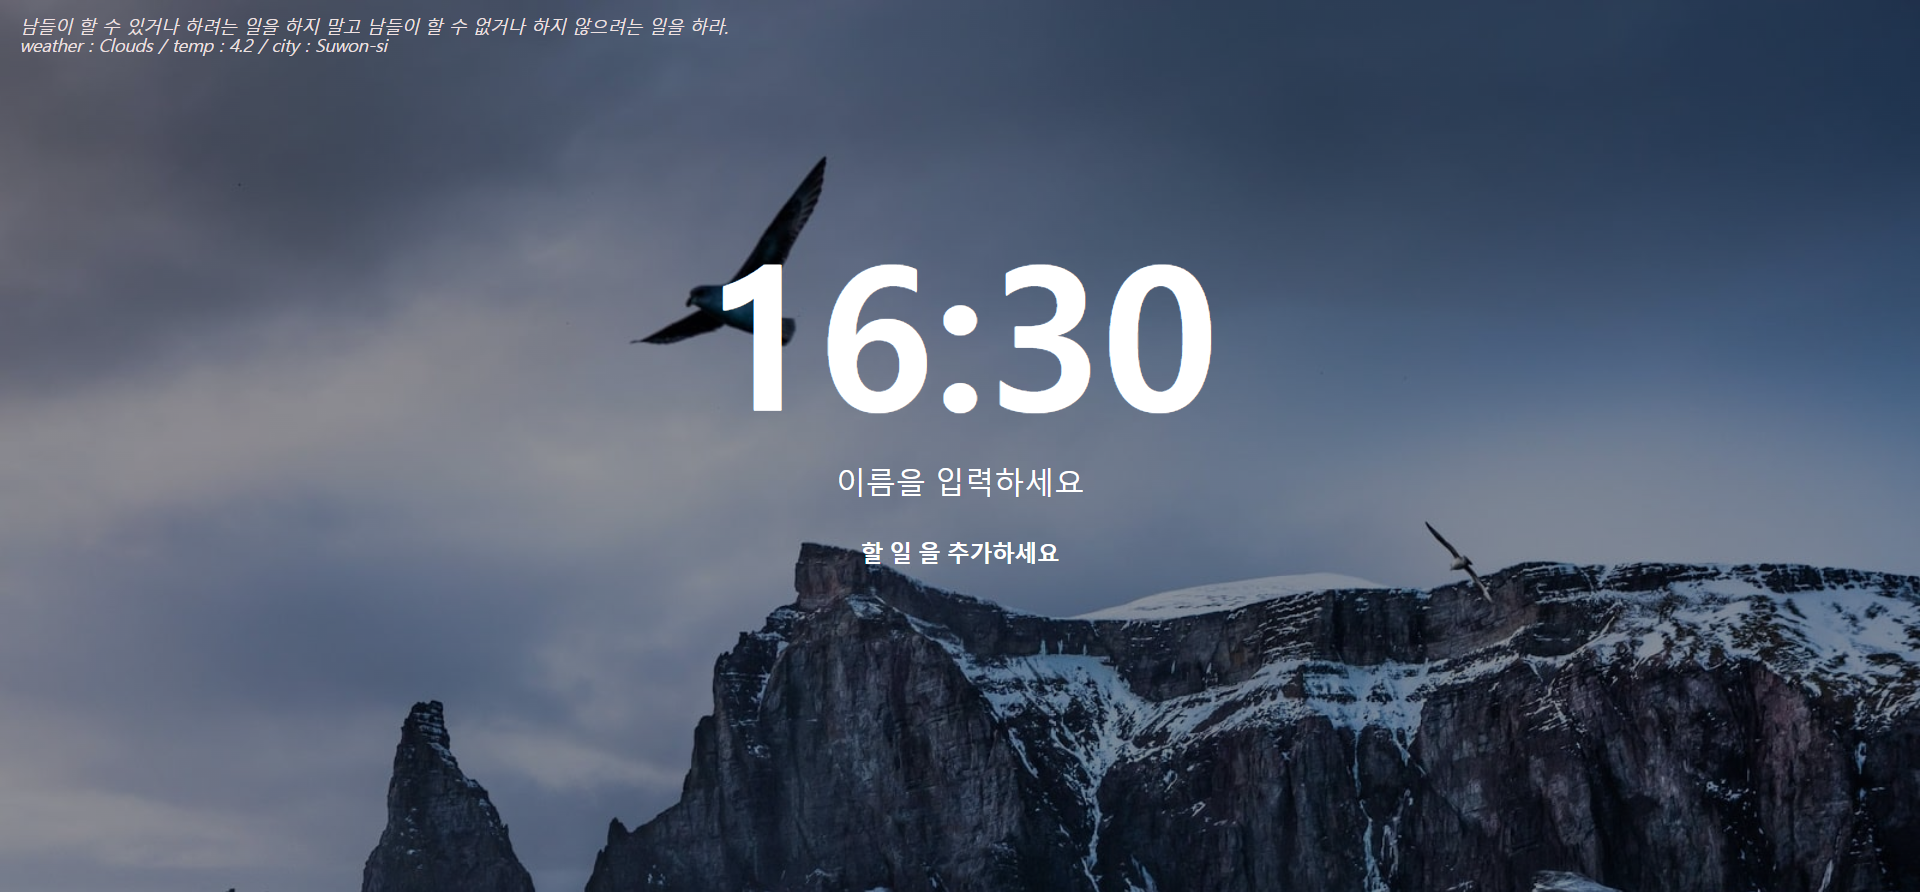 남들이 할 수 있거나 하려는 일을 하지 말고 남들이 할 수 없거나 하지 않으려는 일을 하라.
weather : Clouds / temp : 4.2 / city : Suwon-si
16:30
이름을 입력하세요
할 일 을 추가하세요